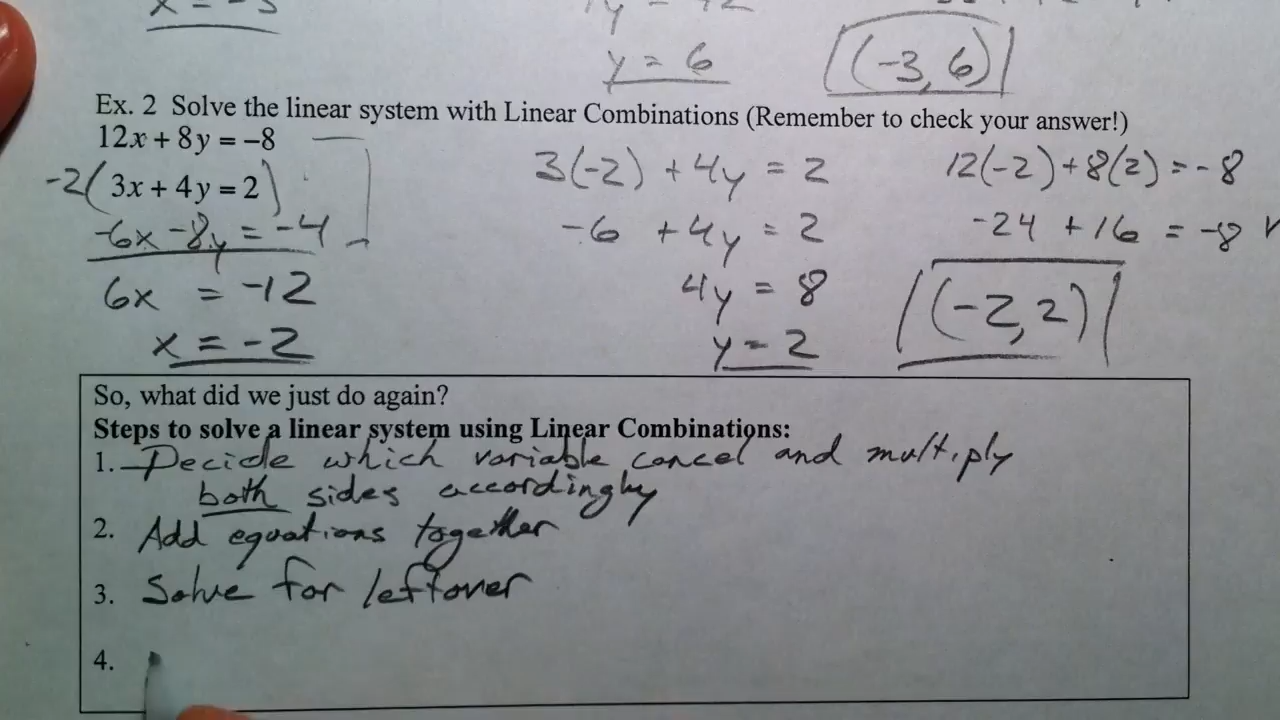 x = -3
y = 6
(-3, 6)
Ex. 2 Solve the linear system with Linear Combinations (Remember to check your answer!)
12x + 8y = -8
-2( 3x + 4y = 2 )
-6x - 8y = -4
6x = -12
x = -2
3(-2) + 4y = 2
-6 + 4y = 2
4y = 8
y = 2
12(-2) + 8(2) = -8
-24 + 16 = -8
(-2, 2)
So, what did we just do again?
Steps to solve a linear system using Linear Combinations:
1. Decide which variable cancel and multiply
both sides accordingly
2. Add equations together
3. Solve for leftover
4.